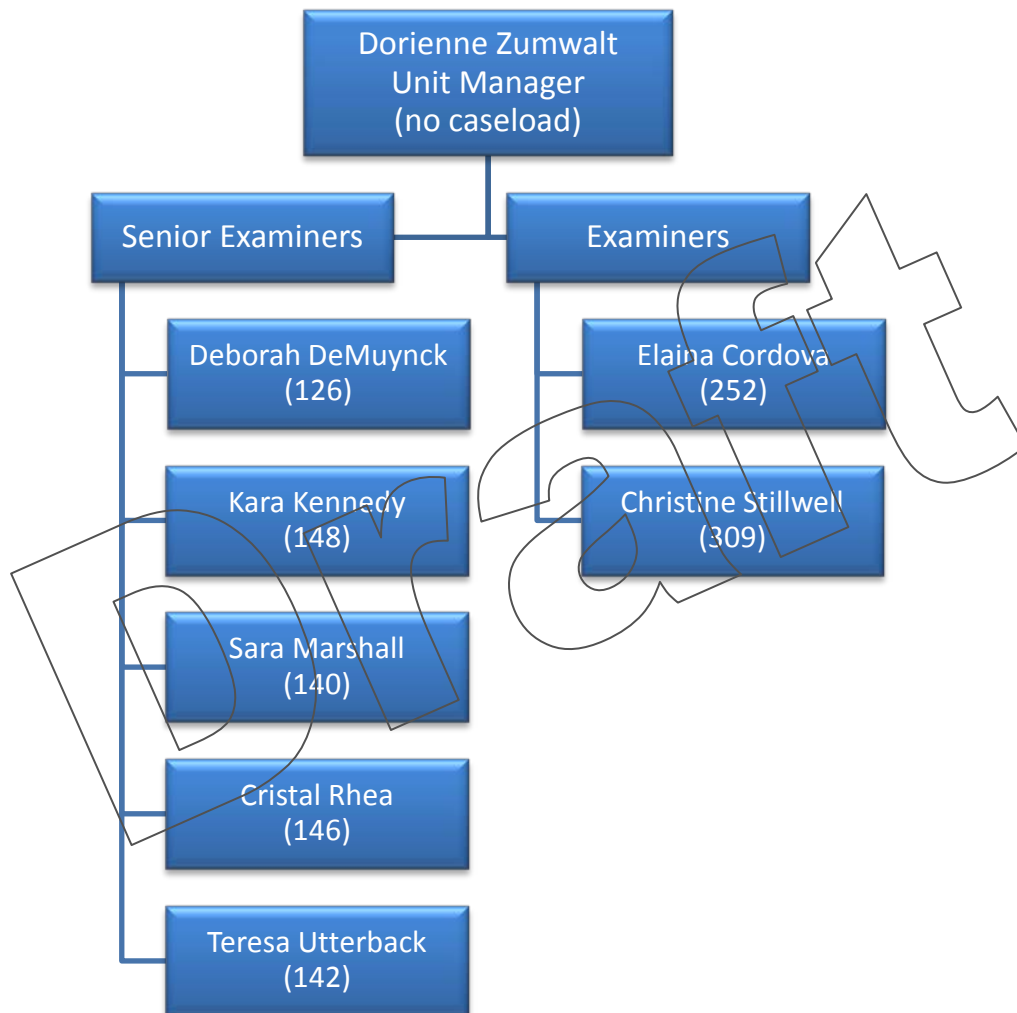 Dorienne Zumwalt
Unit Manager
(no caseload)
Senior Examiners
Deborah DeMuynck
(126)
Kara Kennedy
(148)
Sara Marshall
(140)
Cristal Rhea
(146)
Teresa Utterback
(142)
Examiners
Elaina Cordova
(252)
Christine Stillwell
(309)
Draft